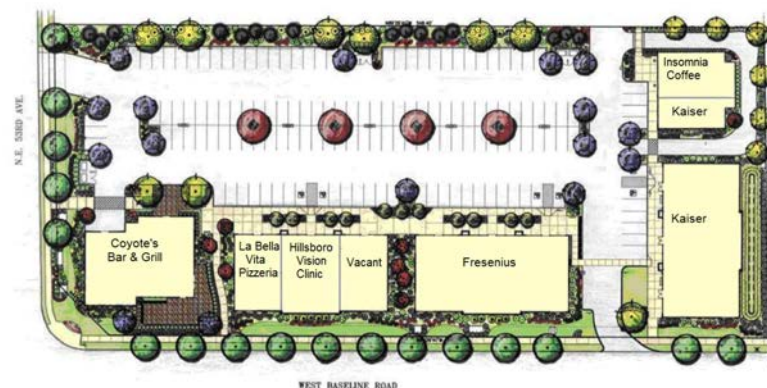 Insomnia
Coffee
Kaiser
N.E. 53RD AVE.
Kaiser
Coyote's
Bar & Grill
La Bella
Vita
Pizzeria
Hillsboro
Vision
Clinic
Vacant
Fresenius
WEST BASELINE ROAD